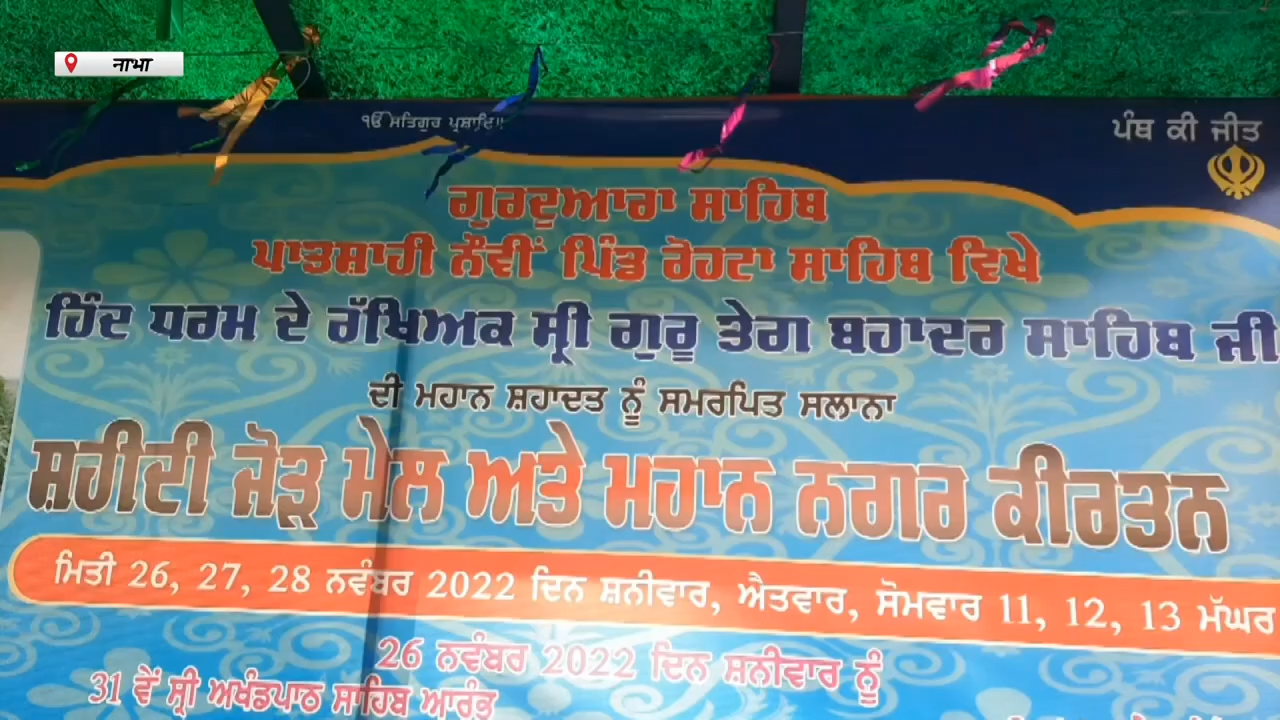 ਨਾਭਾ
ੴ ਸਤਿਗੁਰ ਪ੍ਰਸਾਦਿ॥
ਪੰਥ ਕੀ ਜੀਤ
ਗੁਰਦੁਆਰਾ ਸਾਹਿਬ
ਪਾਤਸ਼ਾਹੀ ਨੌਵੀਂ ਪਿੰਡ ਰੋਹਟਾ ਸਾਹਿਬ ਵਿਖੇ
ਹਿੰਦ ਧਰਮ ਦੇ ਰੱਖਿਅਕ ਸ਼੍ਰੀ ਗੁਰੂ ਤੇਗ ਬਹਾਦਰ ਸਾਹਿਬ ਜੀ
ਦੀ ਮਹਾਨ ਸ਼ਹਾਦਤ ਨੂੰ ਸਮਰਪਿਤ ਸਲਾਨਾ
ਸ਼ਹੀਦੀ ਜੋੜ ਮੇਲ ਅਤੇ ਮਹਾਨ ਨਗਰ ਕੀਰਤਨ
ਮਿਤੀ 26, 27, 28 ਨਵੰਬਰ 2022 ਦਿਨ ਸ਼ਨੀਵਾਰ, ਐਤਵਾਰ, ਸੋਮਵਾਰ 11, 12, 13 ਮੱਘਰ
26 ਨਵੰਬਰ 2022 ਦਿਨ ਸ਼ਨੀਵਾਰ ਨੂੰ
31 ਵੇਂ ਸ਼੍ਰੀ ਅਖੰਡਪਾਠ ਸਾਹਿਬ ਆਰੰਭ